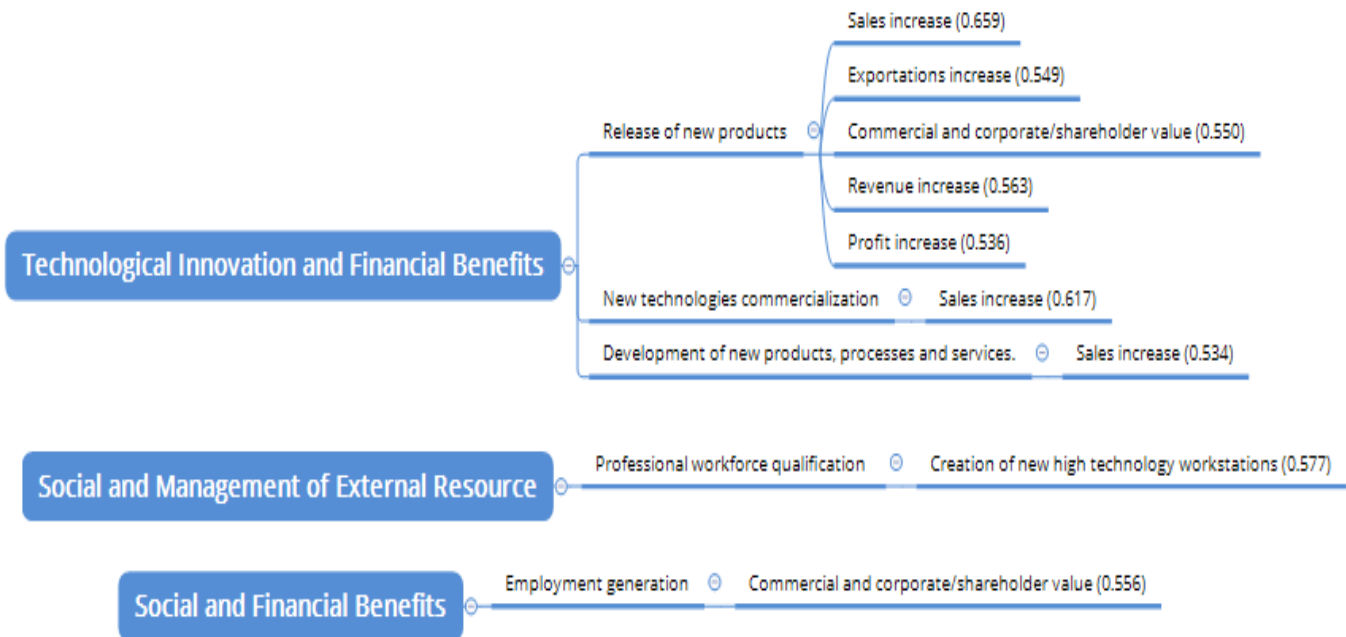 Sales increase (0.659)
Exportations increase (0.549)
Release of new products
Commercial and corporate/shareholder value (0.550)
Revenue increase (0.563)
Profit increase (0.536)
Technological Innovation and Financial Benefits
New technologies commercialization
Sales increase (0.617)
Development of new products, processes and services.
Sales increase (0.534)
Social and Management of External Resource
Professional workforce qualification
Creation of new high technology workstations (0.577)
Social and Financial Benefits
Employment generation
Commercial and corporate/shareholder value (0.556)